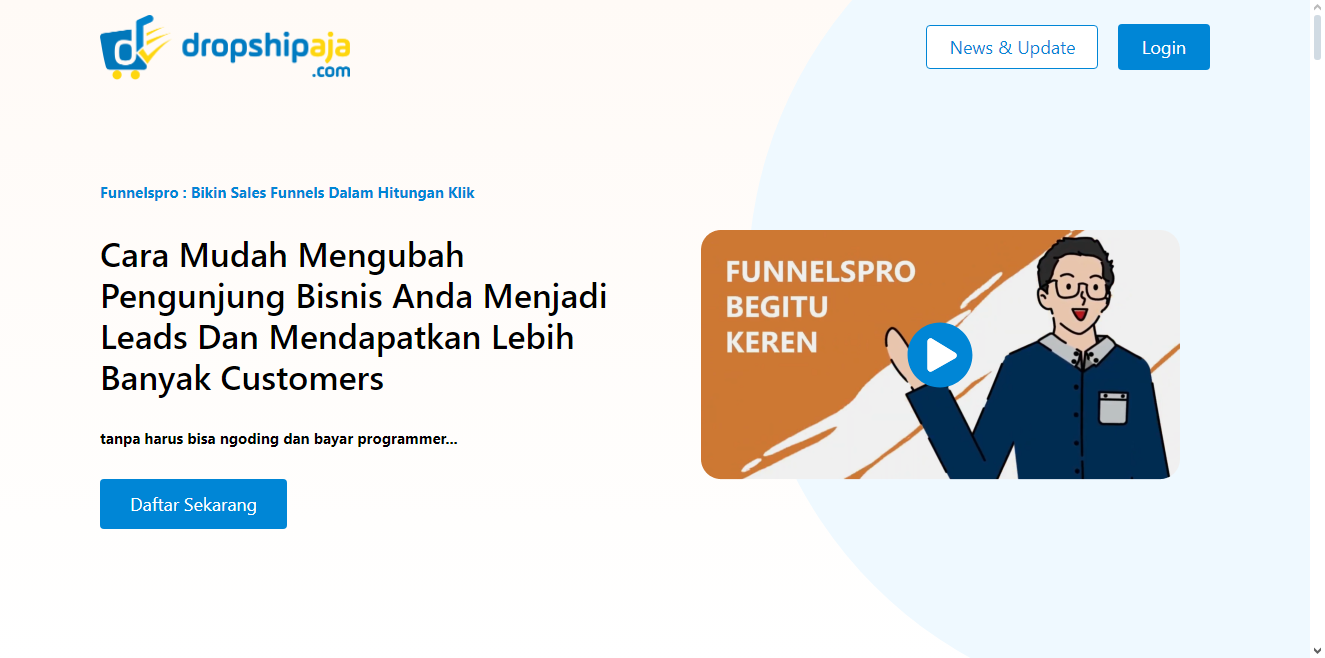 dropshipaja
.com
News & Update
Login
Funnelspro : Bikin Sales Funnels Dalam Hitungan Klik
Cara Mudah Mengubah
Pengunjung Bisnis Anda Menjadi
Leads Dan Mendapatkan Lebih
Banyak Customers
tanpa harus bisa ngoding dan bayar programmer...
Daftar Sekarang
FUNNELSPRO
BEGITU
KEREN